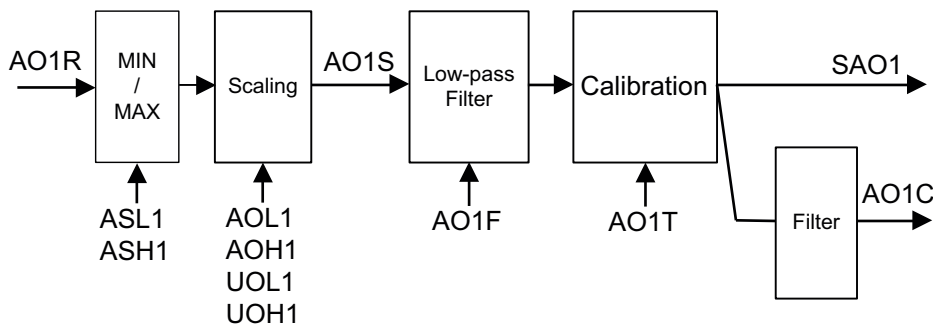 AO1R
MIN
/
MAX
Scaling
AO1S
Low-pass
Filter
Calibration
SAO1
ASL1
ASH1
AOL1
AOH1
UOL1
UOH1
AO1F
AO1T
Filter
AO1C